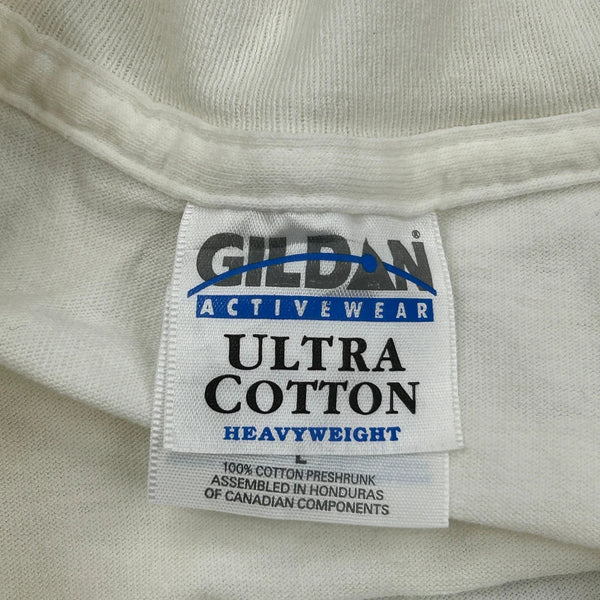 GILDAN®
ACTIVEWEAR
ULTRA
COTTON
HEAVYWEIGHT
L
100% COTTON PRESHRUNK
ASSEMBLED IN HONDURAS
OF CANADIAN COMPONENTS